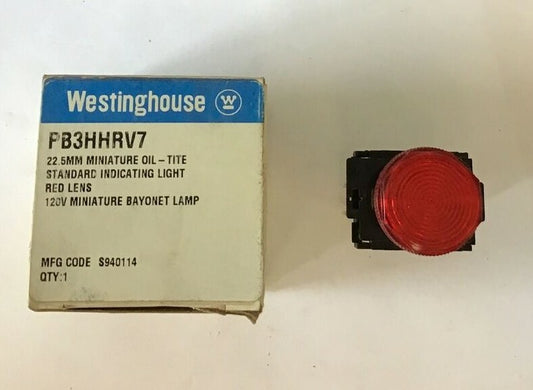 Westinghouse W
PB3HHRV7
22.5MM MINIATURE OIL-TITE
STANDARD INDICATING LIGHT
RED LENS
120V MINIATURE BAYONET LAMP
MFG CODE S940114
QTY:1